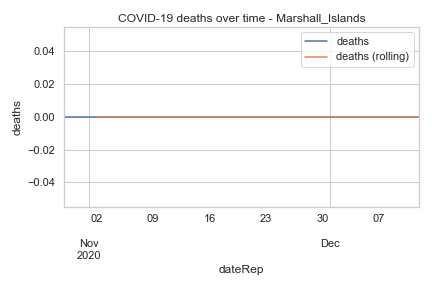 COVID-19 deaths over time - Marshall_Islands
deaths
deaths (rolling)
deaths
0.04
0.02
0.00
−0.02
−0.04
02 09 16 23 30 07
Nov Dec
2020
dateRep